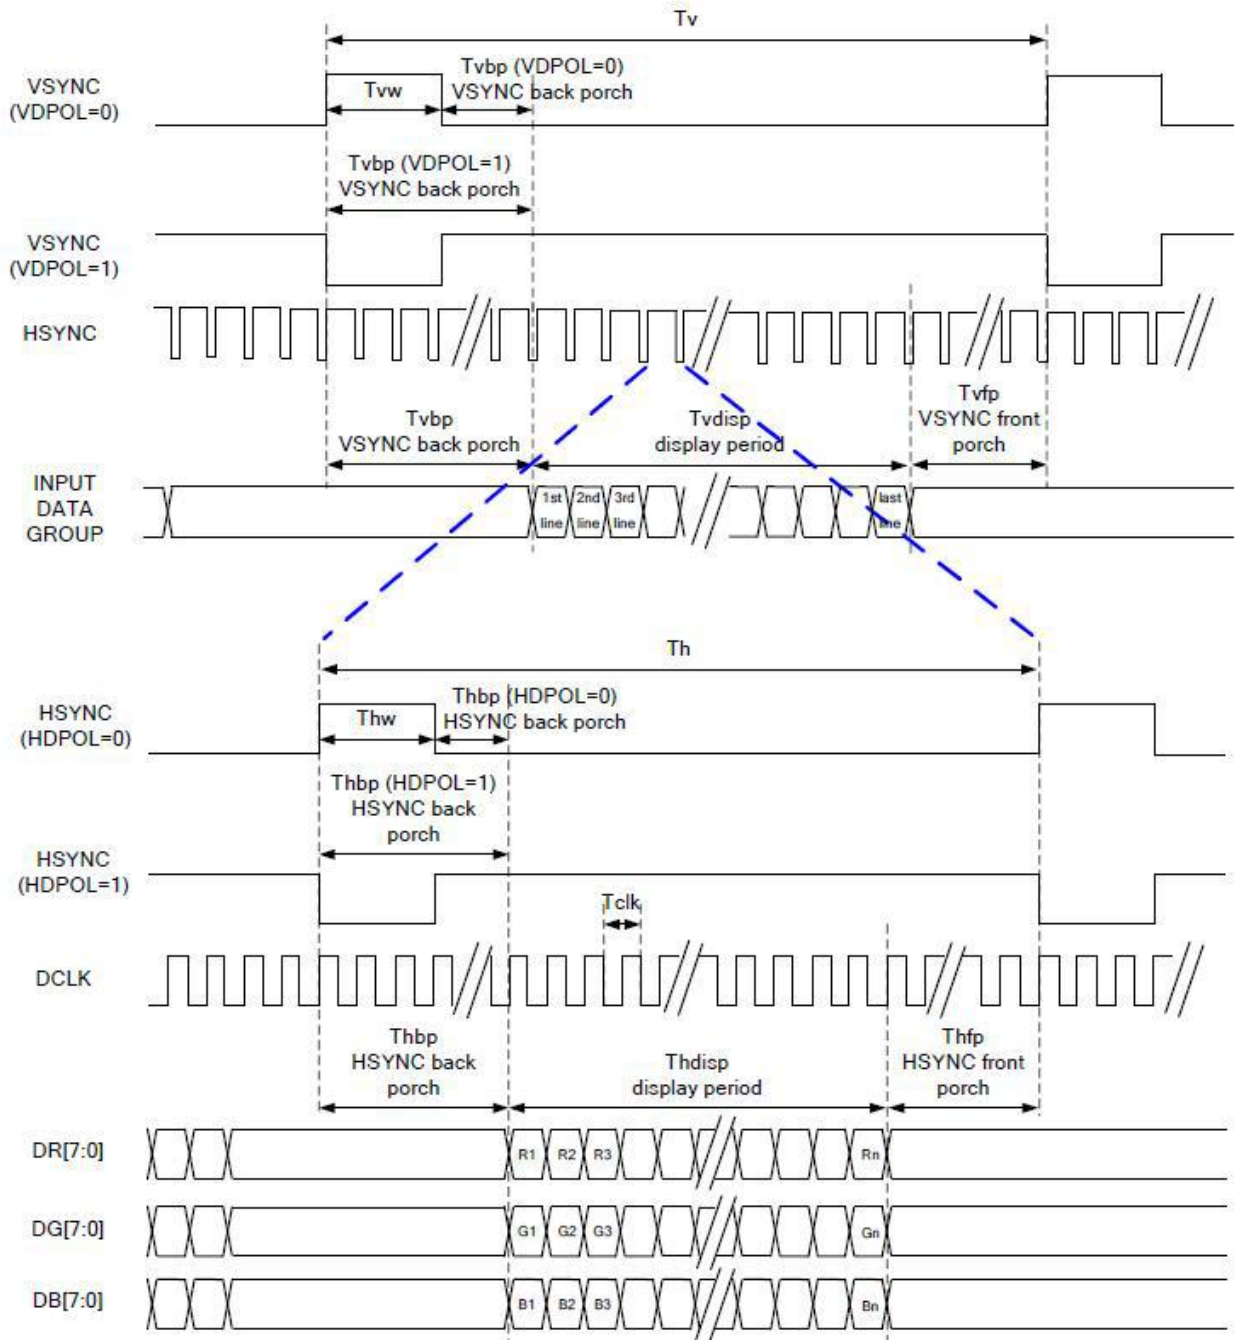 Tv
VSYNC
(VDPOL=0)
Tvw
Tvbp (VDPOL=0)
VSYNC back porch
Tvbp (VDPOL=1)
VSYNC back porch
VSYNC
(VDPOL=1)
HSYNC
Tvbp
VSYNC back porch
Tvdisp
display period
Tvfp
VSYNC front
porch
INPUT
DATA
GROUP
1st
line
2nd
line
3rd
line
last
line
Th
HSYNC
(HDPOL=0)
Thw
Thbp (HDPOL=0)
HSYNC back porch
Thbp (HDPOL=1)
HSYNC back
porch
HSYNC
(HDPOL=1)
Tclk
DCLK
Thbp
HSYNC back
porch
Thdisp
display period
Thfp
HSYNC front
porch
DR[7:0]
R1 R2 R3 Rn
DG[7:0]
G1 G2 G3 Gn
DB[7:0]
B1 B2 B3 Bn